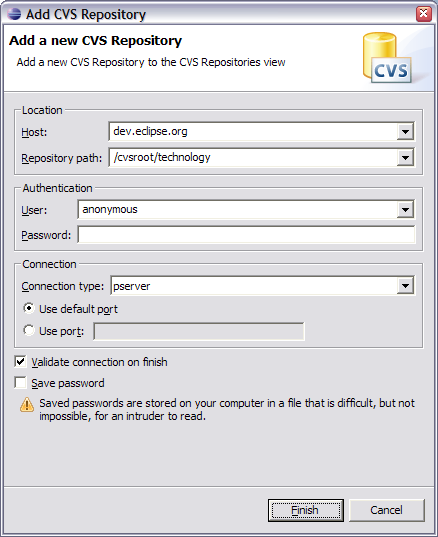 Add CVS Repository
Add a new CVS Repository
Add a new CVS Repository to the CVS Repositories view
CVS
Location
Host: dev.eclipse.org
Repository path: /cvsroot/technology
Authentication
User: anonymous
Password:
Connection
Connection type: pserver
Use default port
Use port:
Validate connection on finish
Save password
Saved passwords are stored on your computer in a file that is difficult, but not
impossible, for an intruder to read.
Finish Cancel